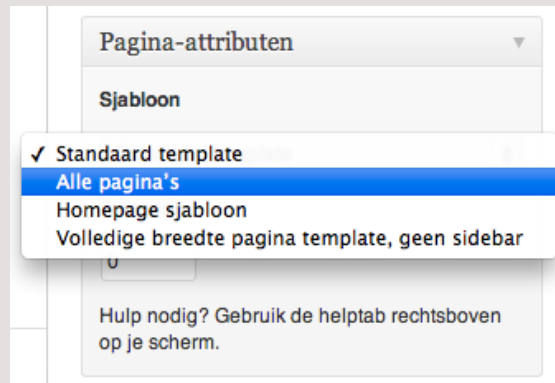 Pagina-attributen
Sjabloon
✓ Standaard template
Alle pagina's
Homepage sjabloon
Volledige breedte pagina template, geen sidebar
0
Hulp nodig? Gebruik de helptab rechtsboven
op je scherm.